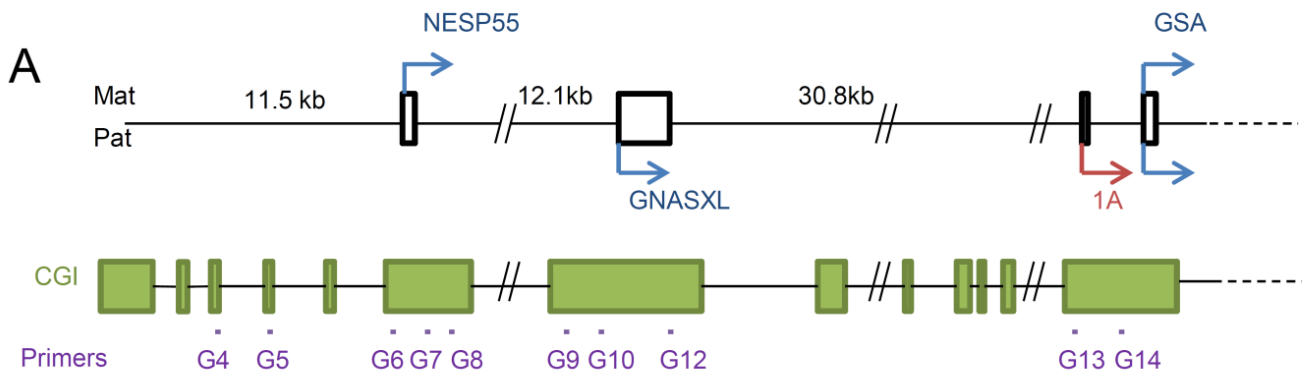 NESP55 GSA
A
Mat 11.5 kb 12.1kb 30.8kb
Pat
GNASXL 1A
CGI
Primers G4 G5 G6 G7 G8 G9 G10 G12 G13 G14